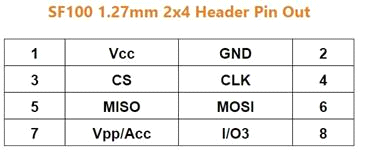 SF100 1.27mm 2x4 Header Pin Out
1 Vcc GND 2
3 CS CLK 4
5 MISO MOSI 6
7 Vpp/Acc I/O3 8